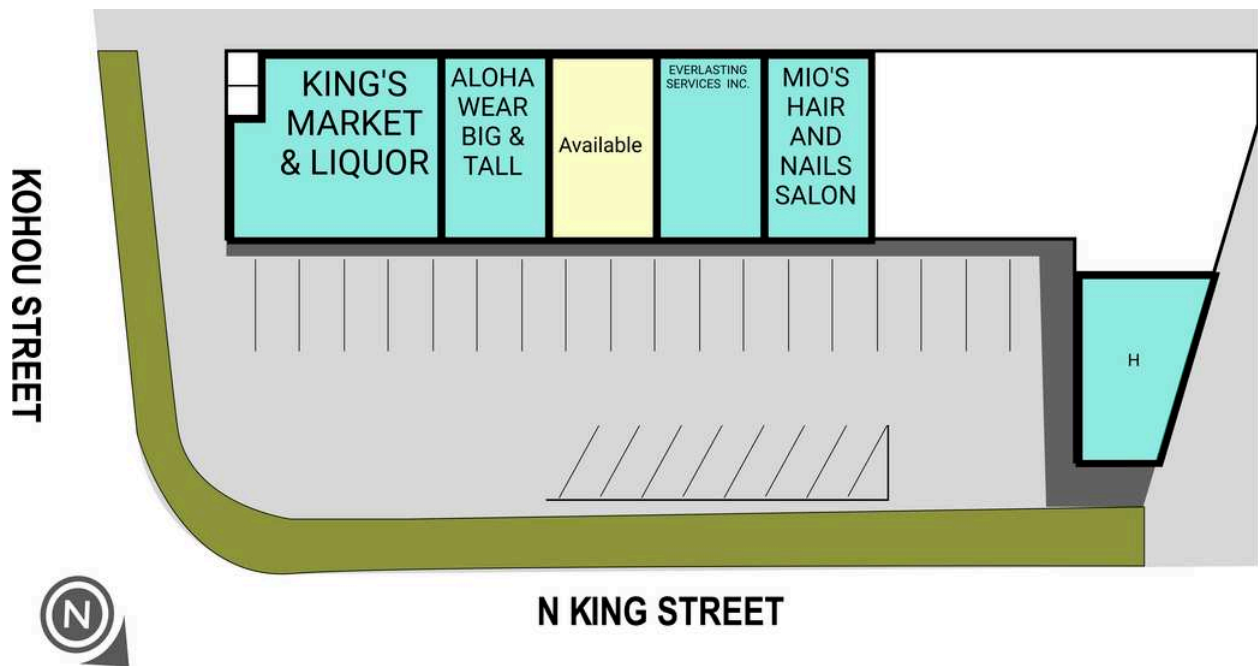 KING'S
MARKET
& LIQUOR
ALOHA
WEAR
BIG &
TALL
Available
EVERLASTING
SERVICES INC.
MIO'S
HAIR
AND
NAILS
SALON
H
KOHOU STREET
N KING STREET
N